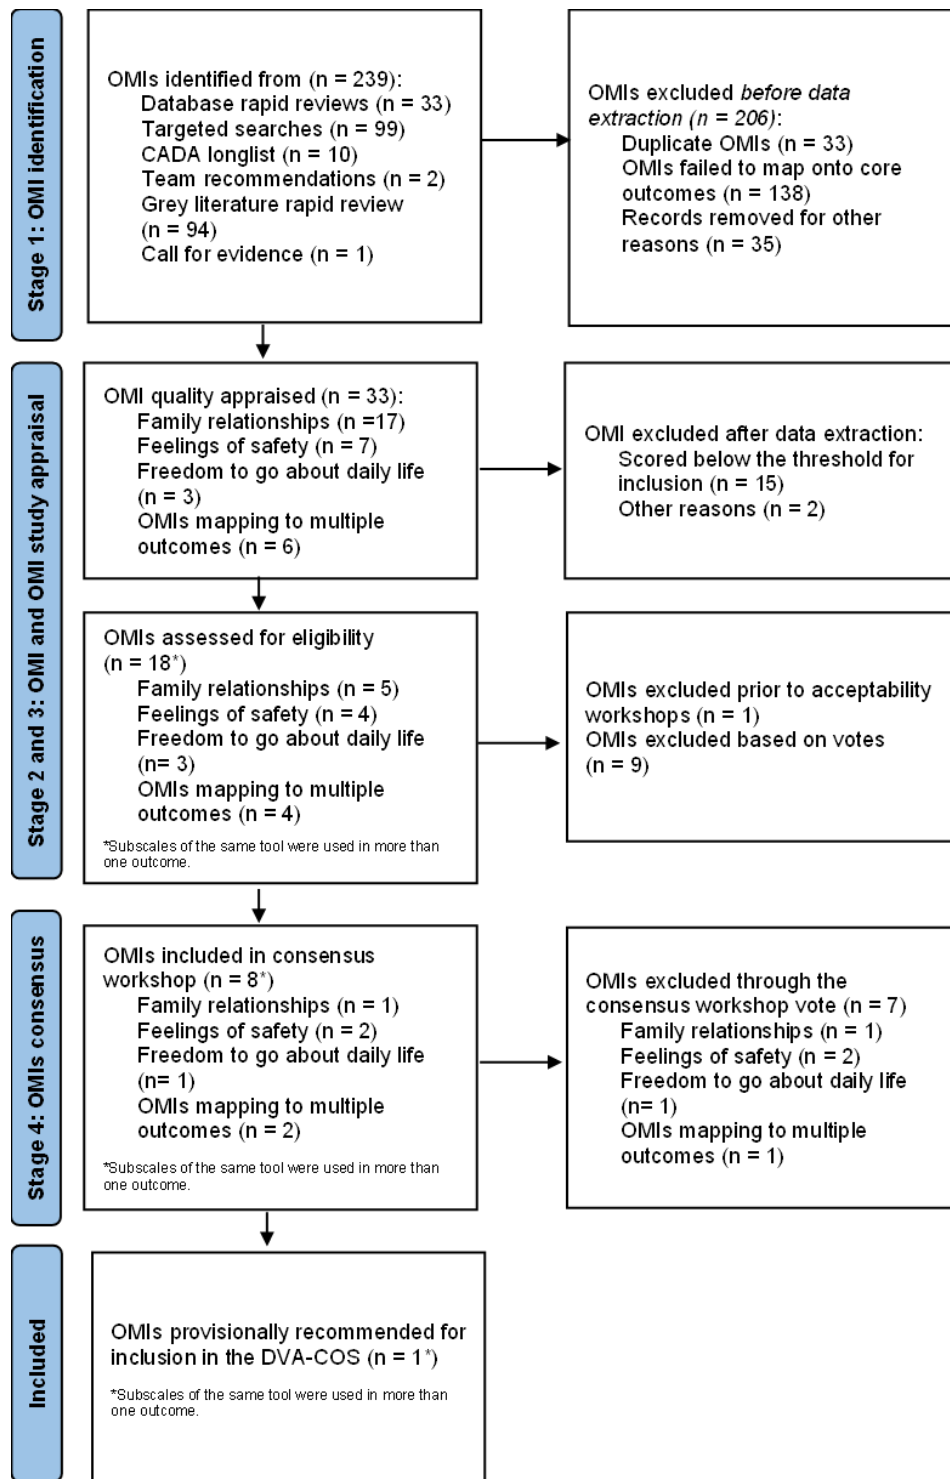 Stage 1: OMI identification
OMIs identified from (n = 239):
Database rapid reviews (n = 33)
Targeted searches (n = 99)
CADA longlist (n = 10)
Team recommendations (n = 2)
Grey literature rapid review
(n = 94)
Call for evidence (n = 1)
OMIs excluded before data
extraction (n = 206):
Duplicate OMIs (n = 33)
OMIs failed to map onto core
outcomes (n = 138)
Records removed for other
reasons (n = 35)
Stage 2 and 3: OMI and OMI study appraisal
OMI quality appraised (n = 33):
Family relationships (n =17)
Feelings of safety (n = 7)
Freedom to go about daily life
(n = 3)
OMIs mapping to multiple
outcomes (n = 6)
OMI excluded after data extraction:
Scored below the threshold for
inclusion (n = 15)
Other reasons (n = 2)
OMIs assessed for eligibility
(n = 18*)
Family relationships (n = 5)
Feelings of safety (n = 4)
Freedom to go about daily life
(n= 3)
OMIs mapping to multiple
outcomes (n = 4)
*Subscales of the same tool were used in more than
one outcome.
OMIs excluded prior to acceptability
workshops (n = 1)
OMIs excluded based on votes
(n = 9)
Stage 4: OMIs consensus
OMIs included in consensus
workshop (n = 8*)
Family relationships (n = 1)
Feelings of safety (n = 2)
Freedom to go about daily life
(n= 1)
OMIs mapping to multiple
outcomes (n = 2)
*Subscales of the same tool were used in more than
one outcome.
OMIs excluded through the
consensus workshop vote (n = 7)
Family relationships (n = 1)
Feelings of safety (n = 2)
Freedom to go about daily life
(n= 1)
OMIs mapping to multiple
outcomes (n = 1)
Included
OMIs provisionally recommended for
inclusion in the DVA-COS (n = 1*)
*Subscales of the same tool were used in more than
one outcome.